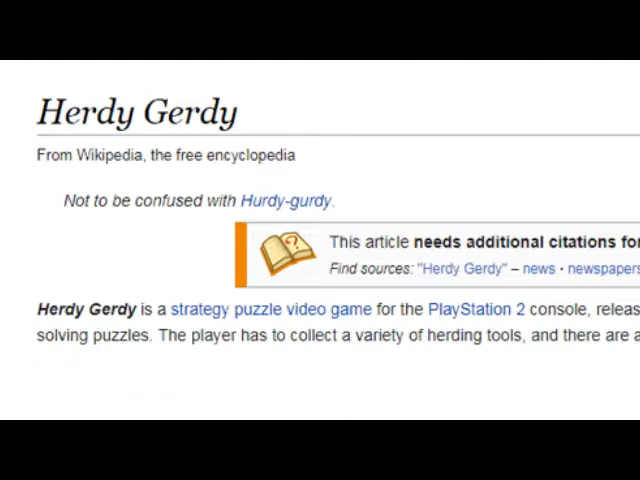 Herdy Gerdy
From Wikipedia, the free encyclopedia
Not to be confused with Hurdy-gurdy.
This article needs additional citations for
Find sources: "Herdy Gerdy" – news · newspapers
Herdy Gerdy is a strategy puzzle video game for the PlayStation 2 console, releas
solving puzzles. The player has to collect a variety of herding tools, and there are a